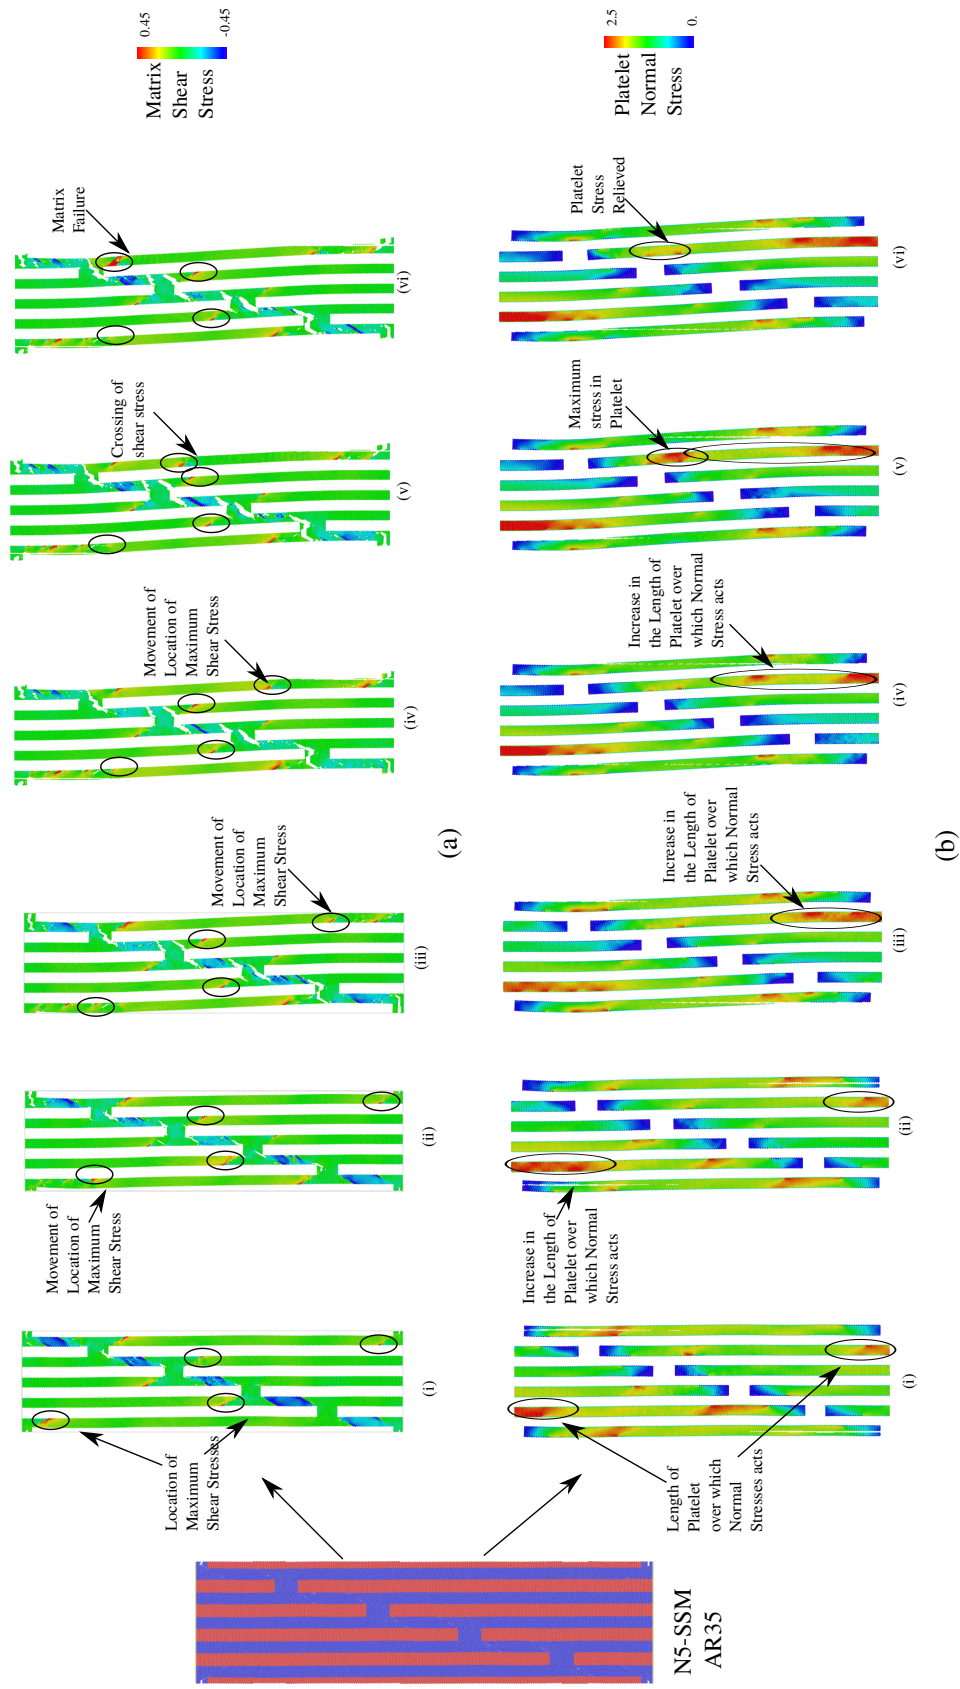 N5-SSM
AR35
Location of
Maximum
Shear Stresses
(i)
Movement of
Location of
Maximum
Shear Stress
(ii)
Movement of
Location of
Maximum
Shear Stress
(iii)
Movement of
Location of
Maximum
Shear Stress
(iv)
Crossing of
shear stress
(v)
Matrix
Failure
(vi)
Matrix
Shear
Stress
0.45
-0.45
(a)
Length of
Platelet
over which
Normal
Stresses acts
(i)
Increase in
the Length of
Platelet over
which Normal
Stress acts
(ii)
Increase in
the Length of
Platelet over
which Normal
Stress acts
(iii)
Increase in
the Length of
Platelet over
which Normal
Stress acts
(iv)
Maximum
stress in
Platelet
(v)
Platelet
Stress
Relieved
(vi)
Platelet
Normal
Stress
2.5
0.
(b)